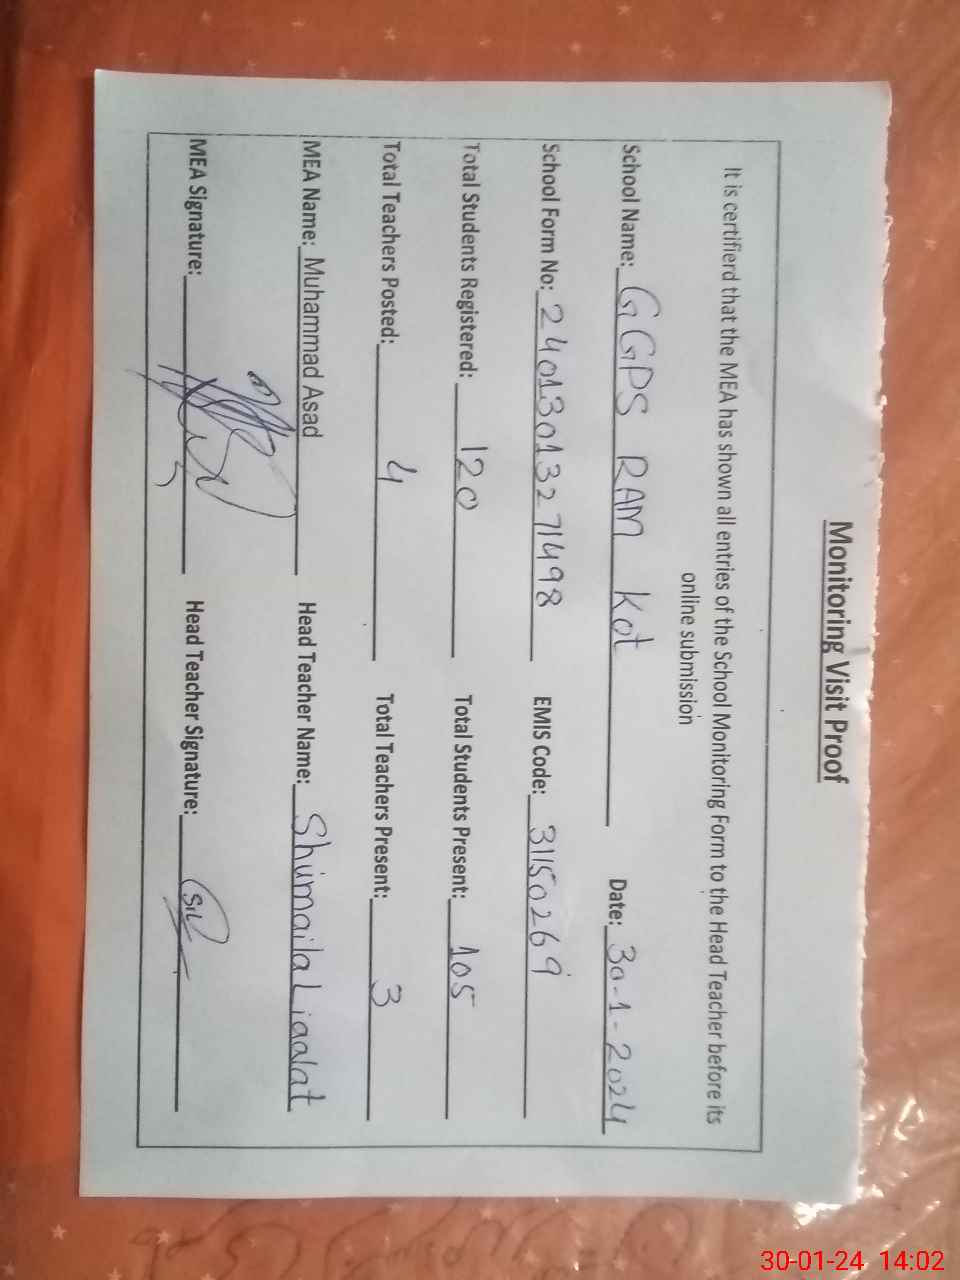 Monitoring Visit Proof
It is certifierd that the MEA has shown all entries of the School Monitoring Form to the Head Teacher before its
online submission
School Name: GGPS RAM Kot Date: 30-1-2024
School Form No: 2401301327 1498 EMIS Code: 31150269
Total Students Registered: 120 Total Students Present: 105
Total Teachers Posted: 4 Total Teachers Present: 3
MEA Name: Muhammad Asad Head Teacher Name: Shumaila Liaqat
MEA Signature: Head Teacher Signature:
30-01-24 14:02